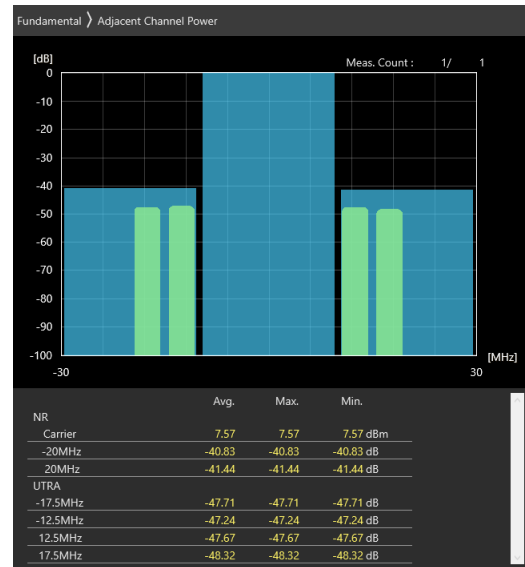 Fundamental 〉 Adjacent Channel Power
[dB]
Meas. Count : 1/ 1
0
-10
-20
-30
-40
-50
-60
-70
-80
-90
-100
[MHz]
-30 30
Avg. Max. Min.
NR
Carrier 7.57 7.57 7.57 dBm
-20MHz -40.83 -40.83 -40.83 dB
20MHz -41.44 -41.44 -41.44 dB
UTRA
-17.5MHz -47.71 -47.71 -47.71 dB
-12.5MHz -47.24 -47.24 -47.24 dB
12.5MHz -47.67 -47.67 -47.67 dB
17.5MHz -48.32 -48.32 -48.32 dB